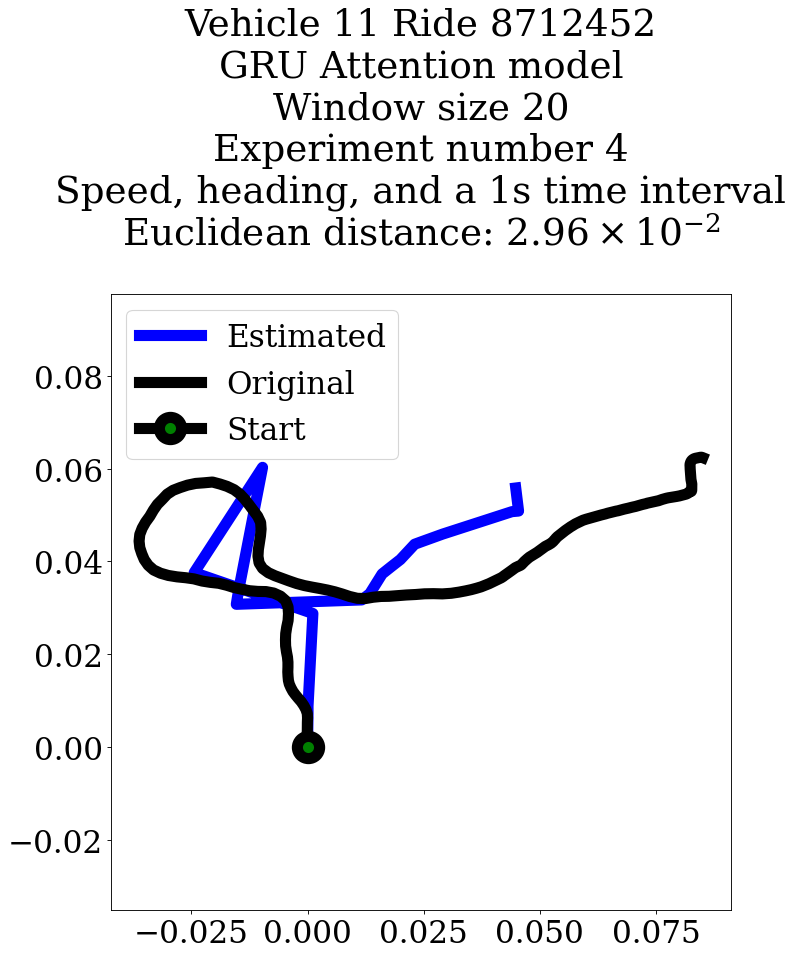 Vehicle 11 Ride 8712452
GRU Attention model
Window size 20
Experiment number 4
Speed, heading, and a 1s time interval
Euclidean distance: 2.96 × 10⁻²
Estimated
Original
Start
0.08
0.06
0.04
0.02
0.00
−0.02
−0.025 0.000 0.025 0.050 0.075